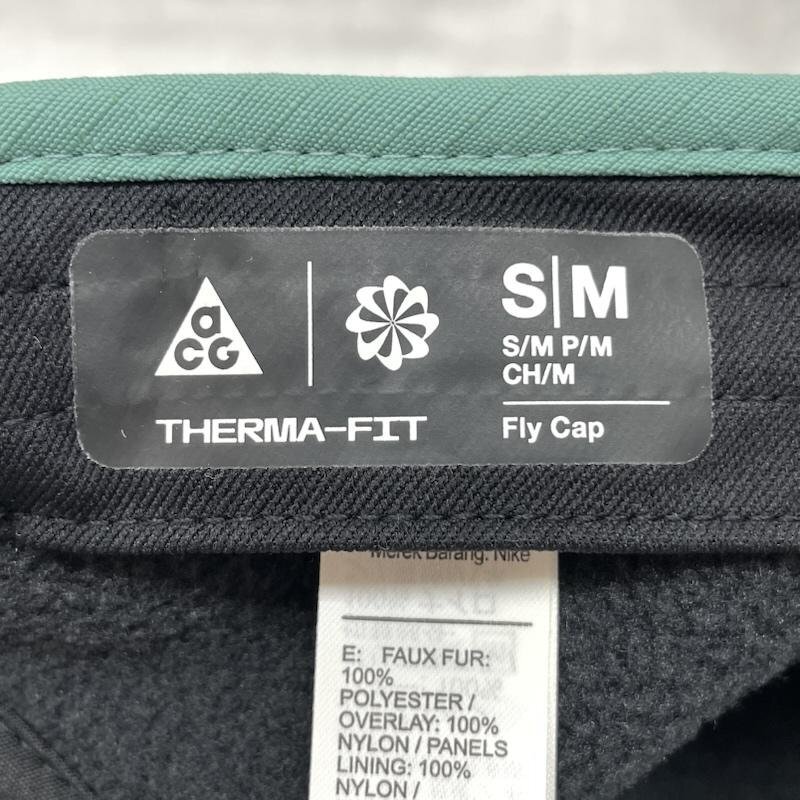 aCG
S|M
S/M P/M
CH/M
THERMA-FIT
Fly Cap
Merek Barang: Nike
E: FAUX FUR:
100%
POLYESTER /
OVERLAY: 100%
NYLON / PANELS
LINING: 100%
NYLON /